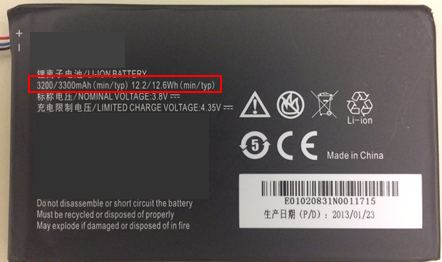 +
-
锂离子电池/LI-ION BATTERY
3200/3300mAh(min/typ) 12.2/12.6Wh(min/typ)
标称电压/NOMINAL VOLTAGE:3.8V ⎓
充电限制电压/LIMITED CHARGE VOLTAGE:4.35V ⎓
Li-ion
5
CE
Made in China
Do not disassemble or short circuit the battery
Must be recycled or disposed of properly
May explode if damaged or disposed of in fire
E01020831N0011715
生产日期(P/D): 2013/01/23